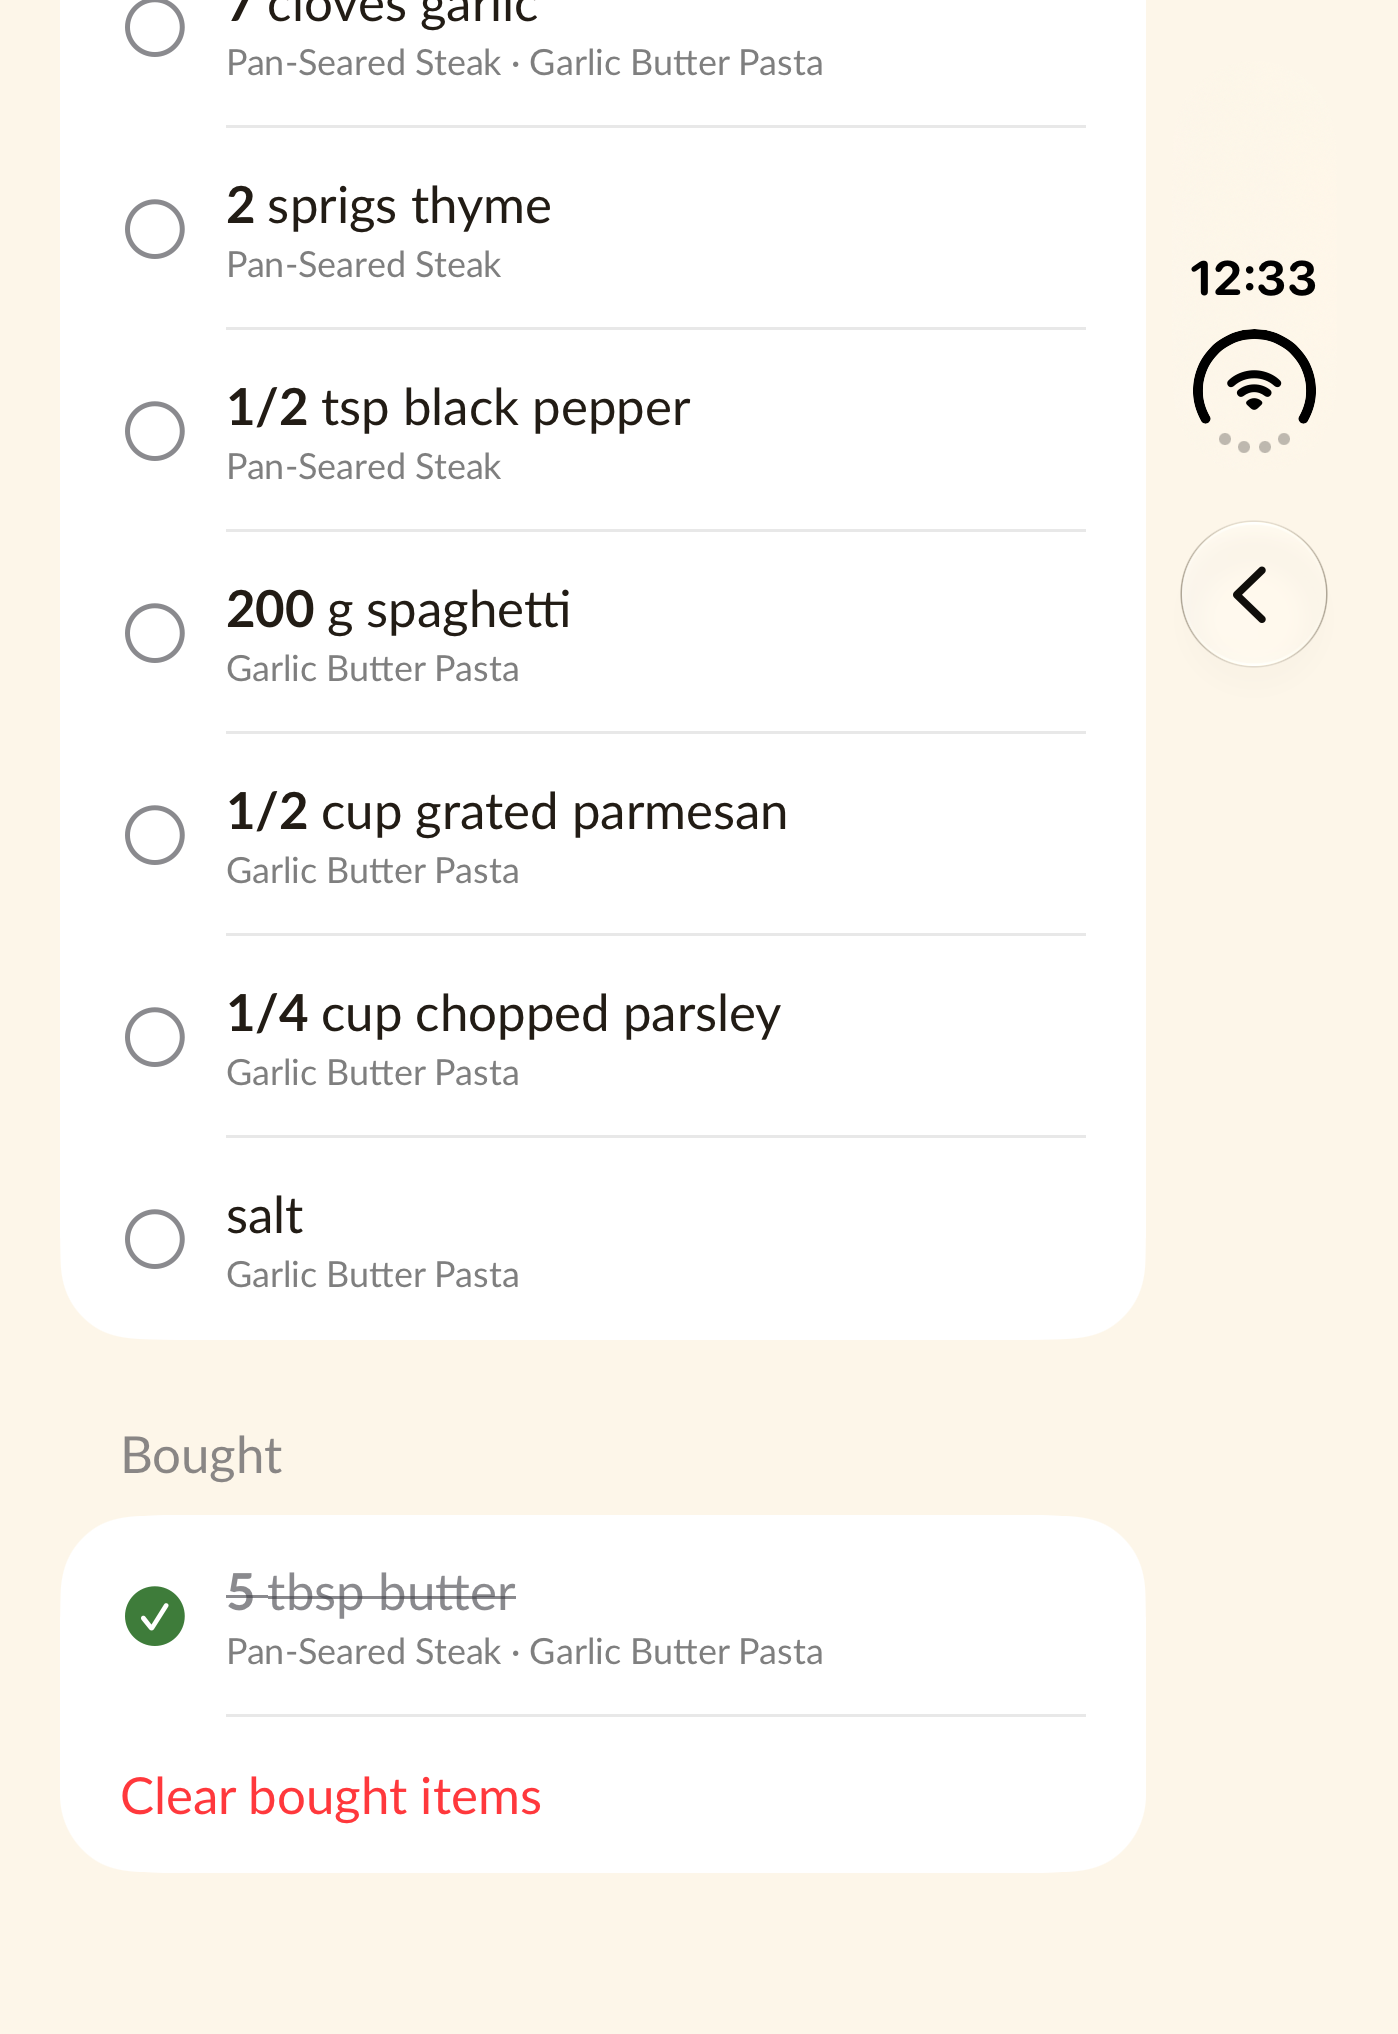 7 cloves garlic
Pan-Seared Steak · Garlic Butter Pasta
2 sprigs thyme
Pan-Seared Steak
1/2 tsp black pepper
Pan-Seared Steak
200 g spaghetti
Garlic Butter Pasta
1/2 cup grated parmesan
Garlic Butter Pasta
1/4 cup chopped parsley
Garlic Butter Pasta
salt
Garlic Butter Pasta
Bought
5 tbsp butter
Pan-Seared Steak · Garlic Butter Pasta
Clear bought items
12:33